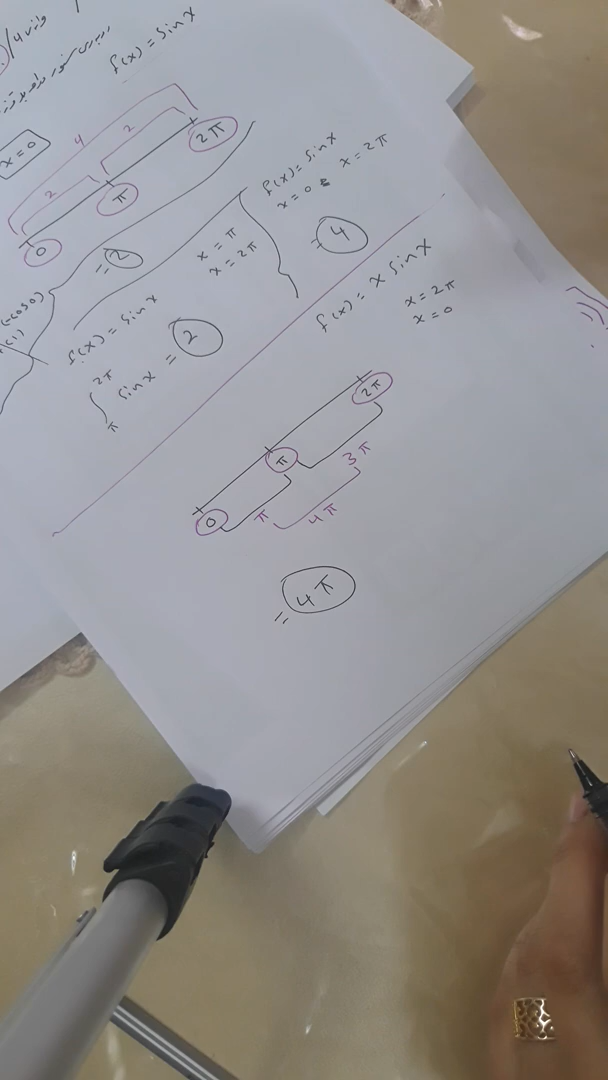 f(x) = sin x
x = 0
4
2
2
0
π
2π
= 2
f(x) = sin x
x = 0 x = 2π
= 4
x = π
x = 2π
f(x) = sin x
∫ 2π π sin x = 2
f(x) = x sin x
x = 2π
x = 0
0
π
2π
π
3π
4π
= 4π